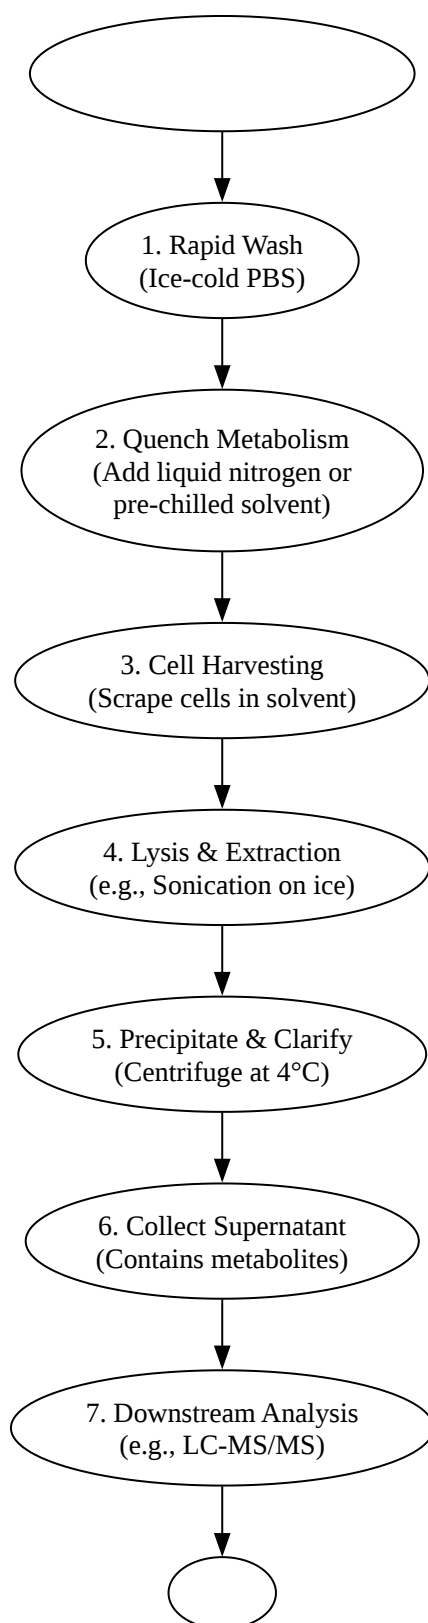 1. Rapid Wash
(Ice-cold PBS)
2. Quench Metabolism
(Add liquid nitrogen or
pre-chilled solvent)
3. Cell Harvesting
(Scrape cells in solvent)
4. Lysis & Extraction
(e.g., Sonication on ice)
5. Precipitate & Clarify
(Centrifuge at 4°C)
6. Collect Supernatant
(Contains metabolites)
7. Downstream Analysis
(e.g., LC-MS/MS)